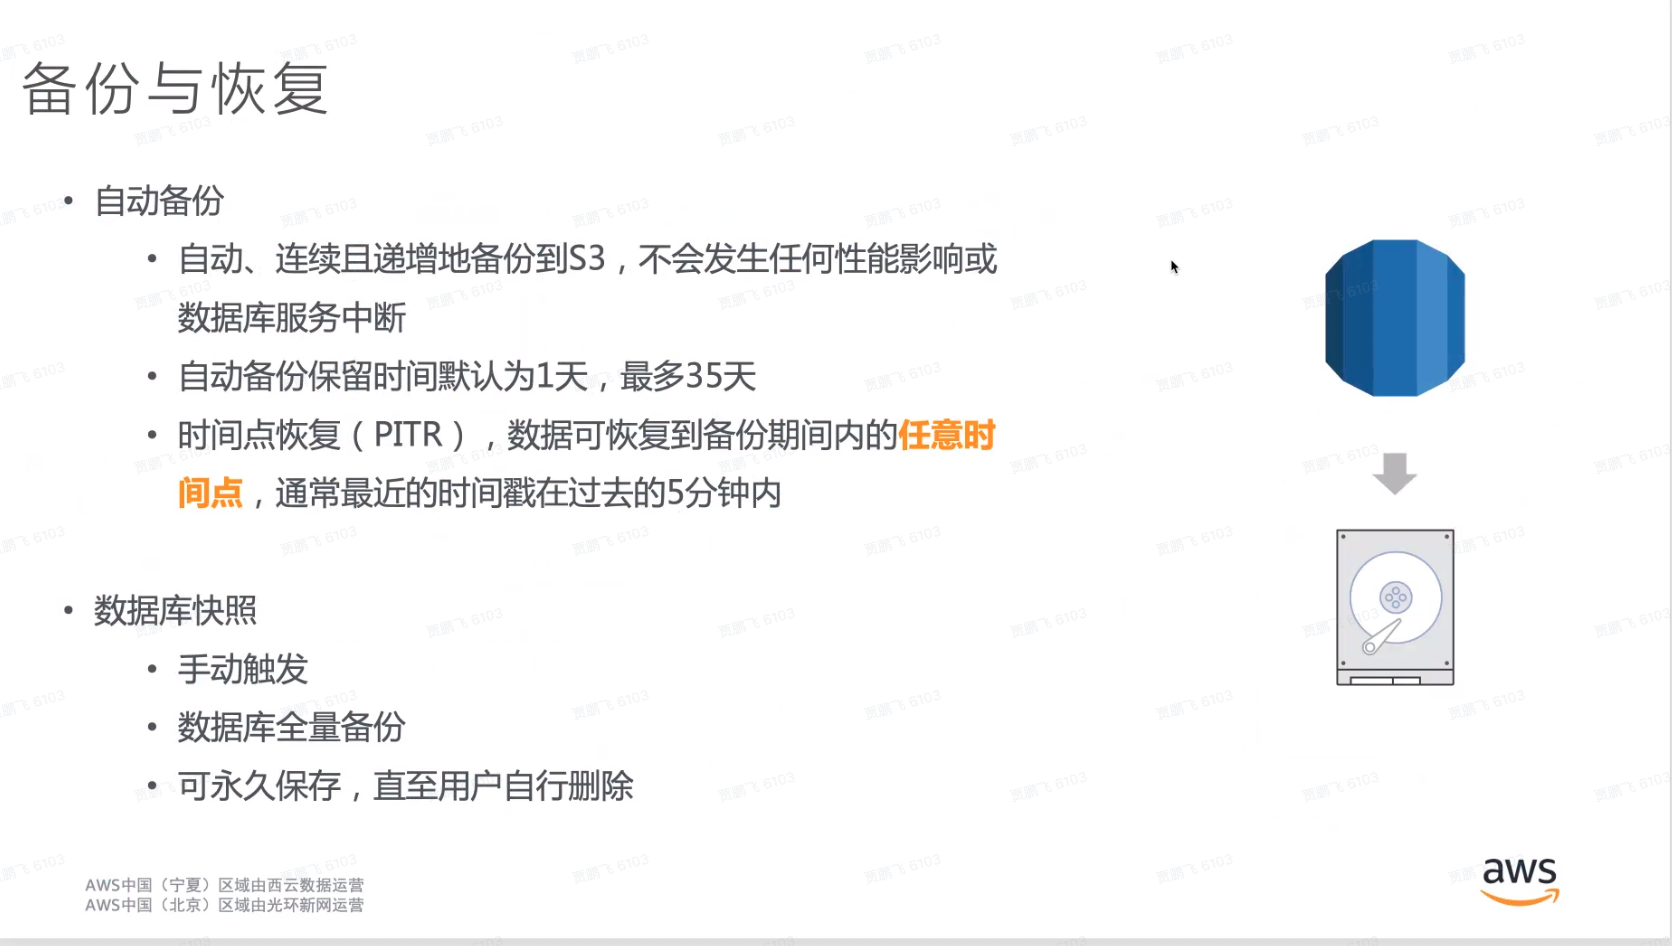 备份与恢复
• 自动备份
• 自动、连续且递增地备份到S3，不会发生任何性能影响或
数据库服务中断
• 自动备份保留时间默认为1天，最多35天
• 时间点恢复（PITR），数据可恢复到备份期间内的任意时
间点，通常最近的时间戳在过去的5分钟内
• 数据库快照
• 手动触发
• 数据库全量备份
• 可永久保存，直至用户自行删除
AWS中国（宁夏）区域由西云数据运营
AWS中国（北京）区域由光环新网运营
aws
贾鹏飞 6103